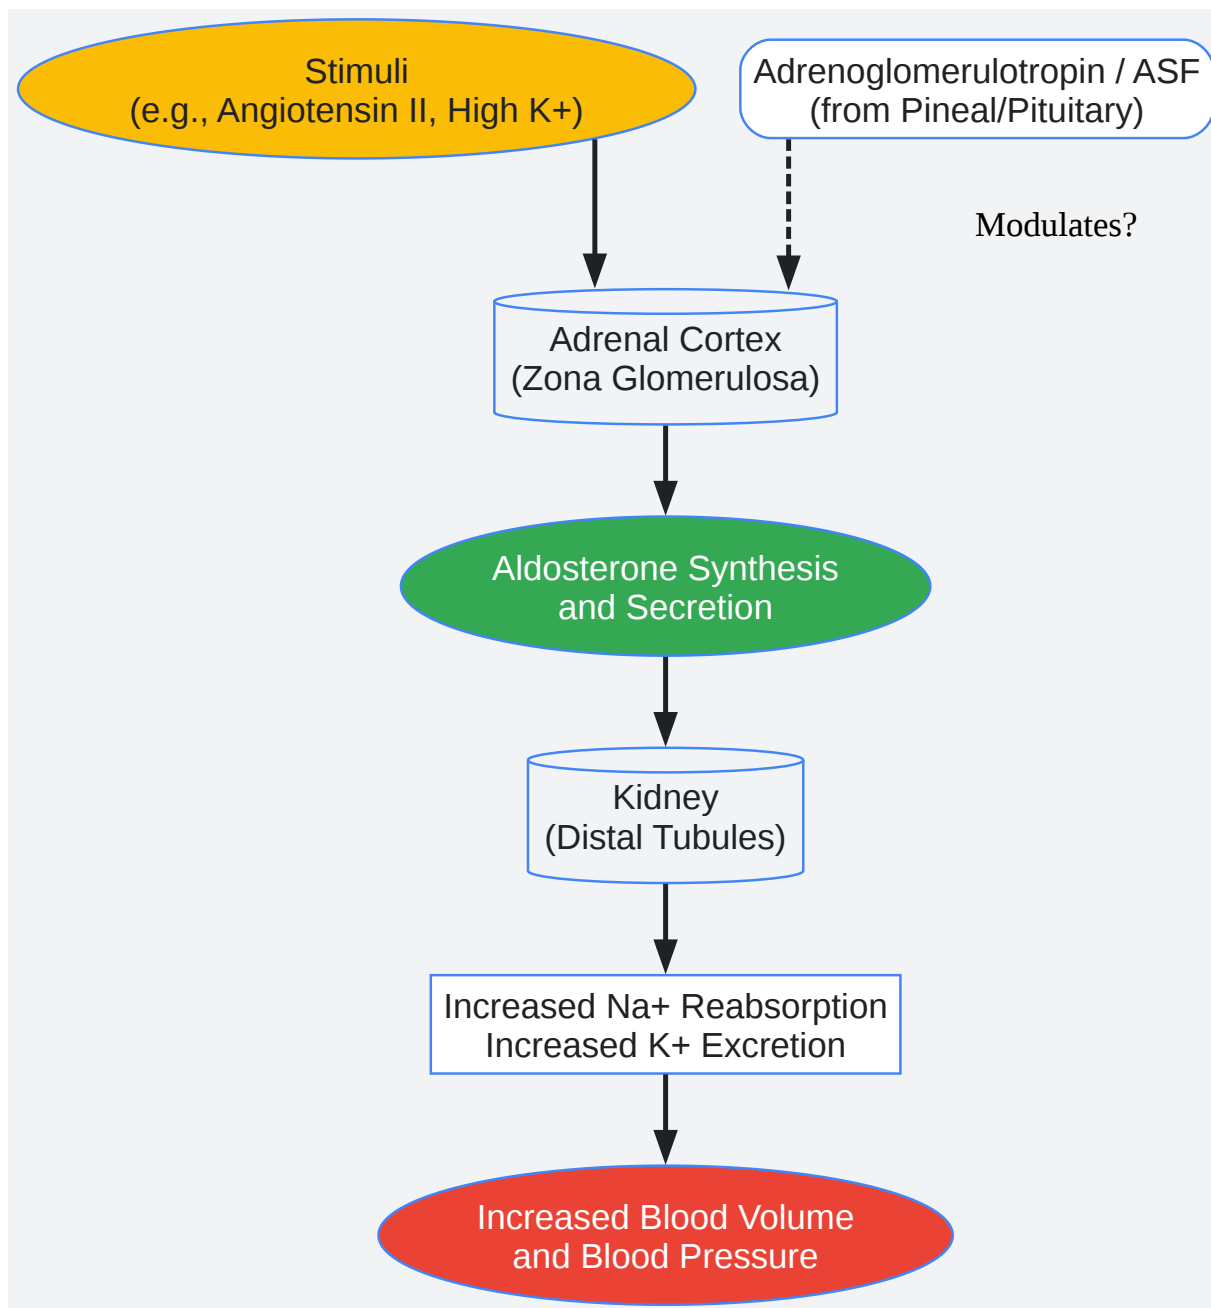 Stimuli
(e.g., Angiotensin II, High K+)
Adrenoglomerulotropin / ASF
(from Pineal/Pituitary)
Modulates?
Adrenal Cortex
(Zona Glomerulosa)
Aldosterone Synthesis
and Secretion
Kidney
(Distal Tubules)
Increased Na+ Reabsorption
Increased K+ Excretion
Increased Blood Volume
and Blood Pressure